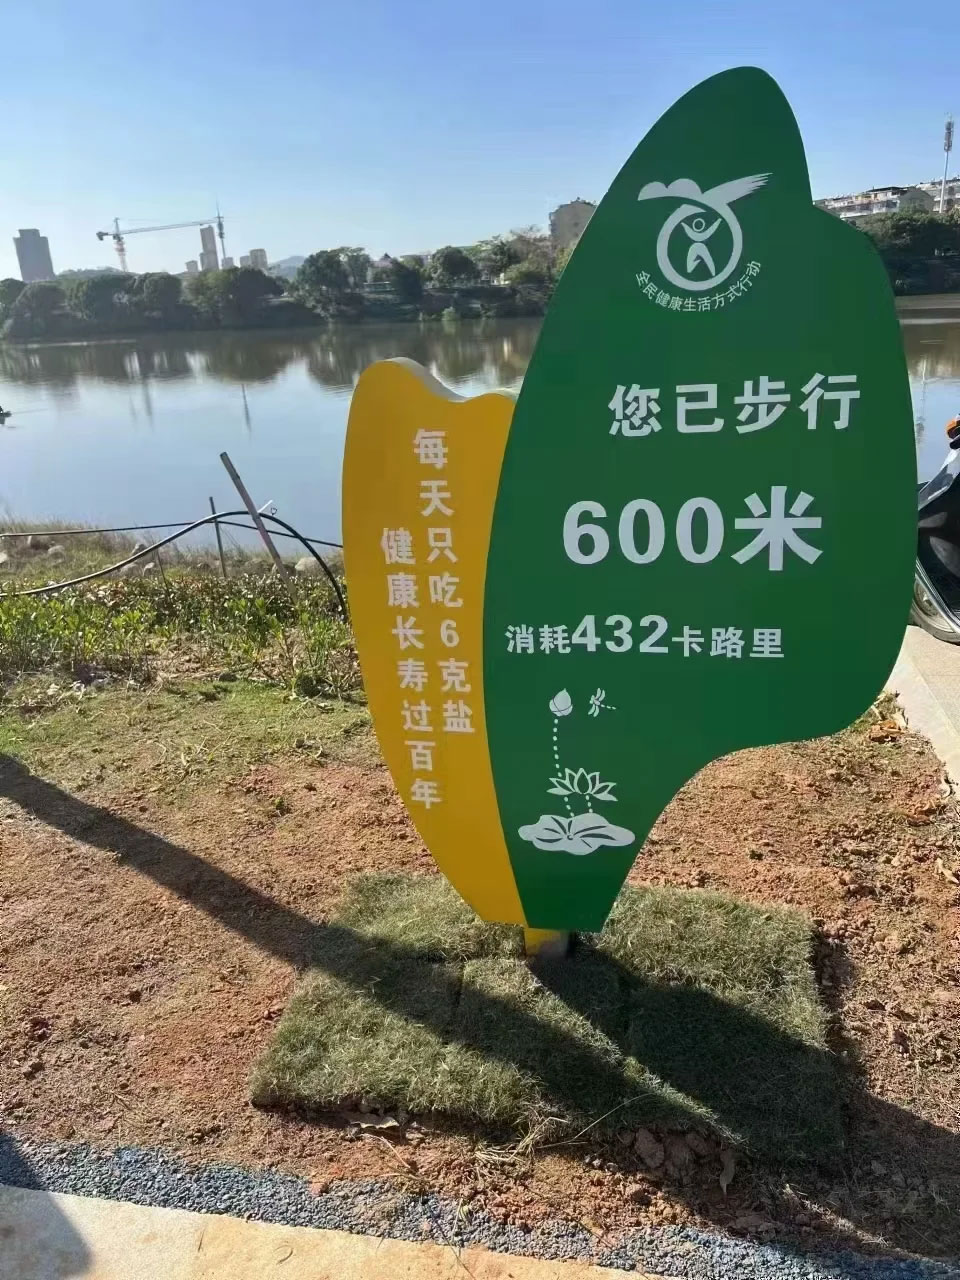 全民健康生活方式行动
您已步行
600米
消耗432卡路里
每天只吃6克盐
健康长寿过百年